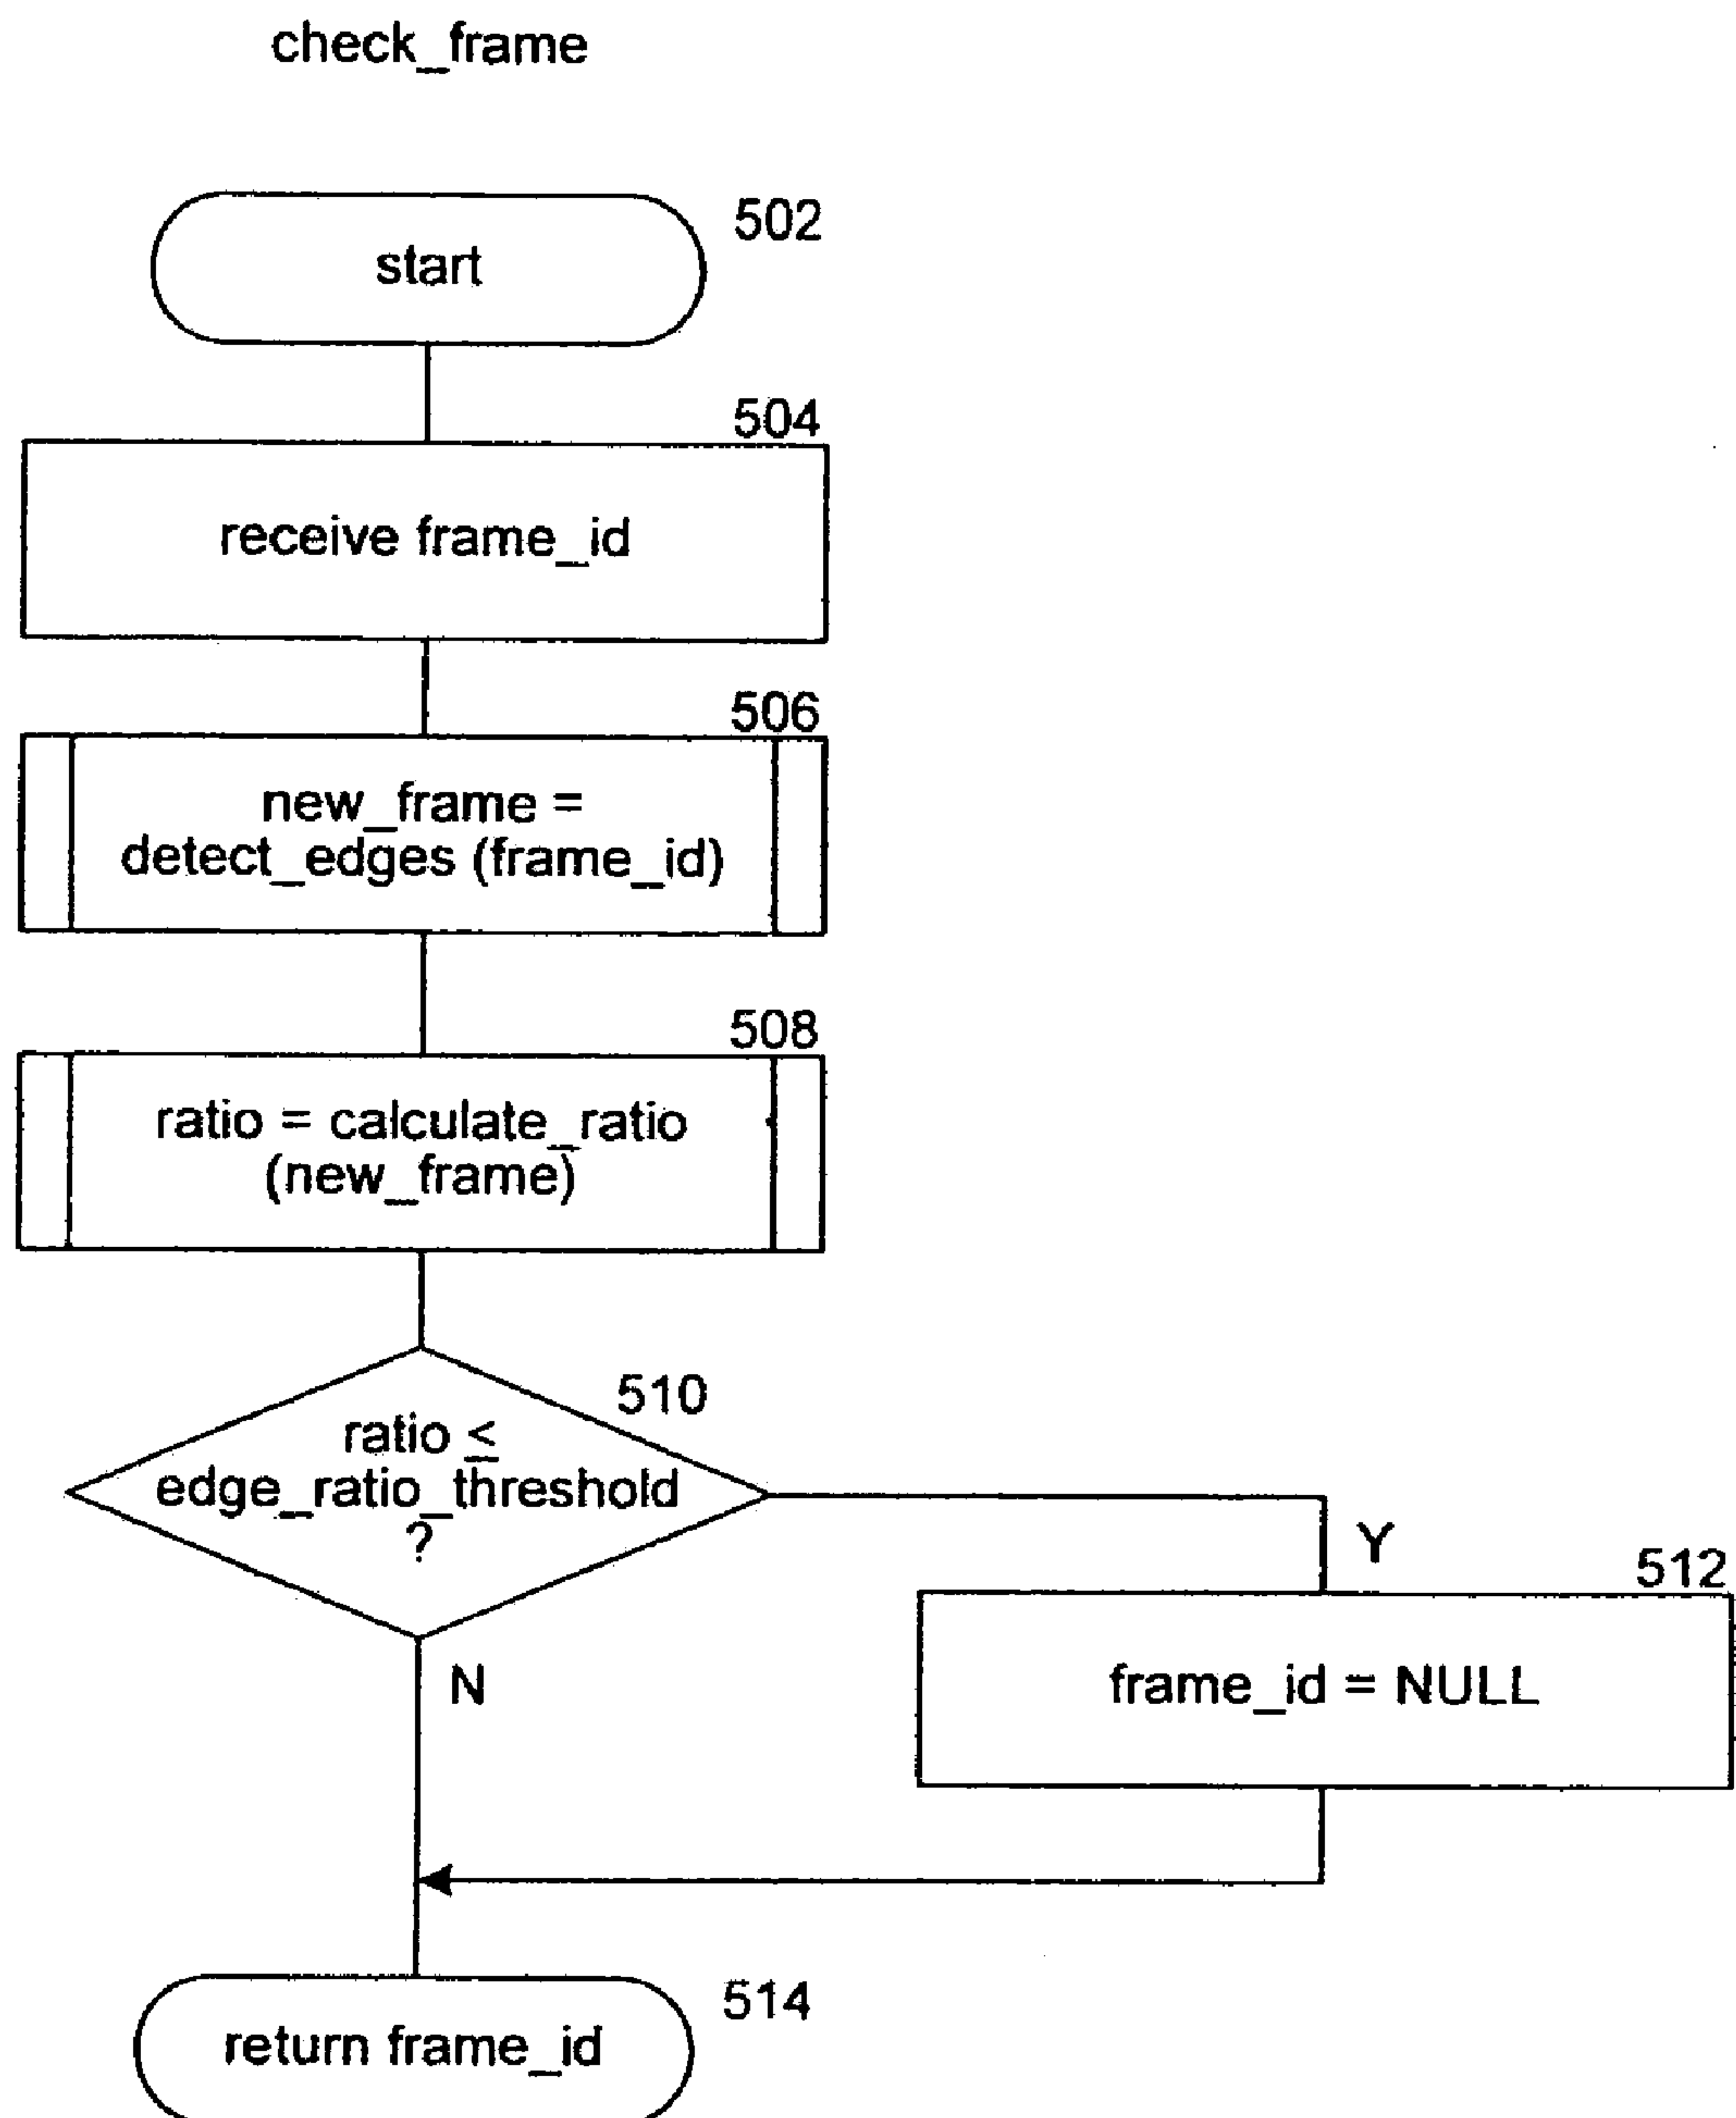 check_frame
502
start
504
receive frame_id
506
new_frame =
detect_edges (frame_id)
508
ratio = calculate_ratio
(new_frame)
510
ratio ≤
edge_ratio_threshold
?
Y
512
N
frame_id = NULL
514
return frame_id